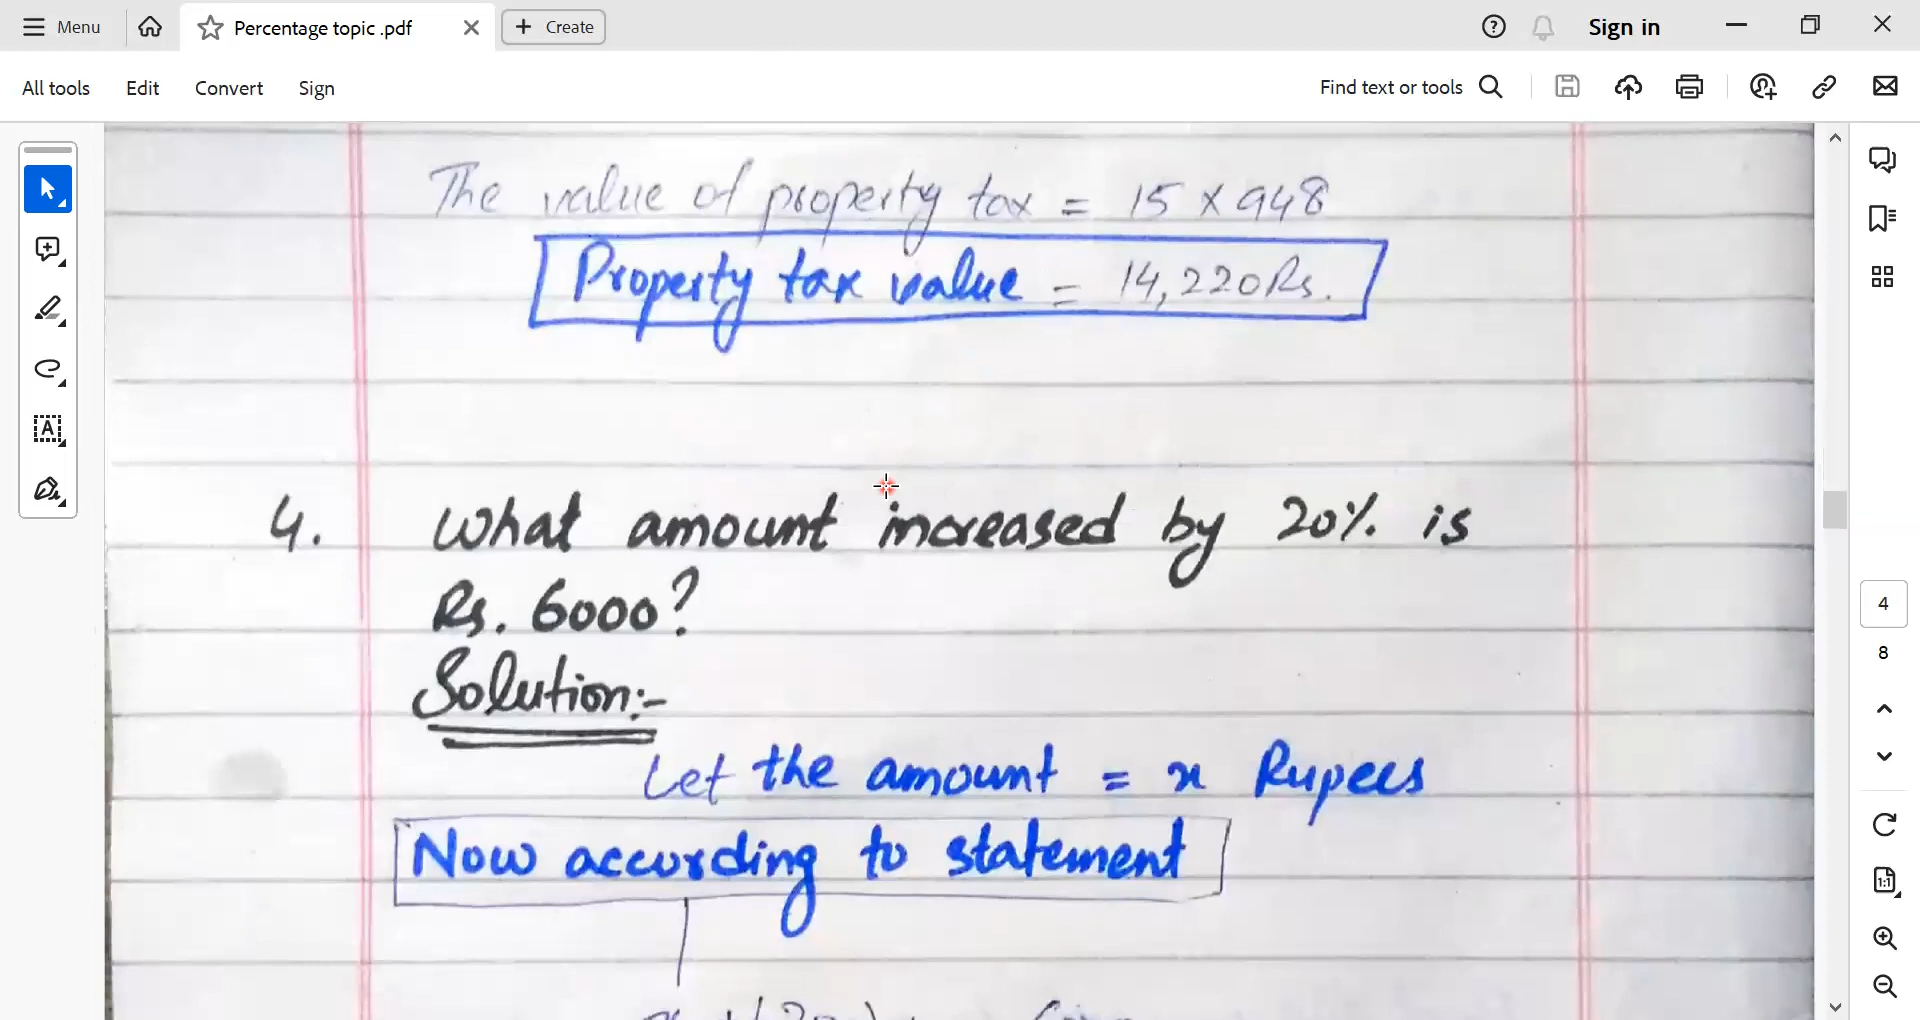 Menu
Percentage topic .pdf
Create
Sign in
All tools
Edit
Convert
Sign
Find text or tools
The value of property tax = 15 x 948
Property tax value = 14,220 Rs.
4. What amount increased by 20% is
Rs. 6000?
Solution:-
Let the amount = x Rupees
Now according to statement
4
8